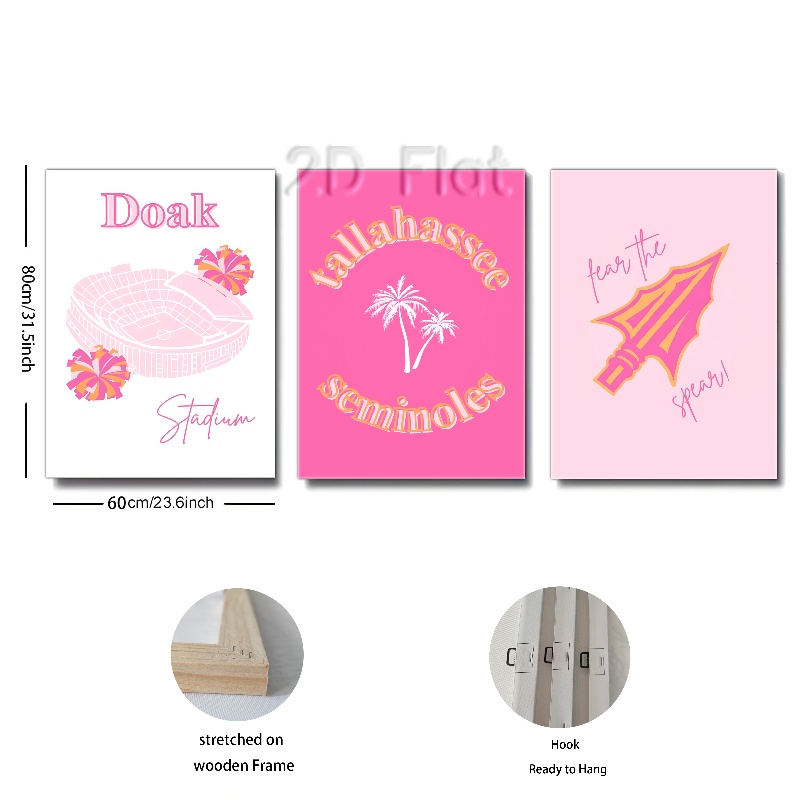 2D Flat
Doak
Stadium
tallahassee
seminoles
fear the
spear!
80cm/31.5inch
60cm/23.6inch
stretched on
wooden Frame
Hook
Ready to Hang